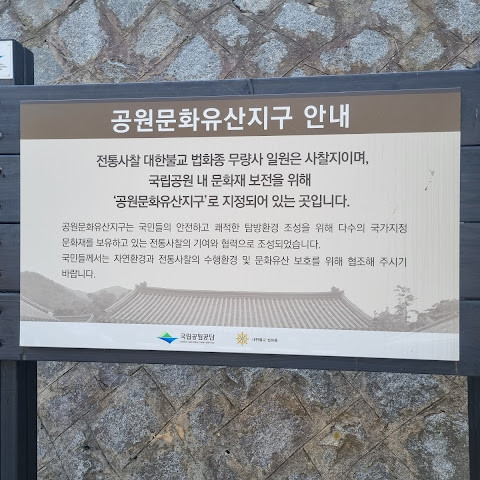 공원문화유산지구 안내
전통사찰 대한불교 법화종 무량사 일원은 사찰지이며,
국립공원 내 문화재 보전을 위해
‘공원문화유산지구’로 지정되어 있는 곳입니다.
공원문화유산지구는 국민들의 안전하고 쾌적한 탐방환경 조성을 위해 다수의 국가지정
문화재를 보유하고 있는 전통사찰의 기여와 협력으로 조성되었습니다.
국민들께서는 자연환경과 전통사찰의 수행환경 및 문화유산 보호를 위해 협조해 주시기
바랍니다.
국립공원공단
대한불교 법화종